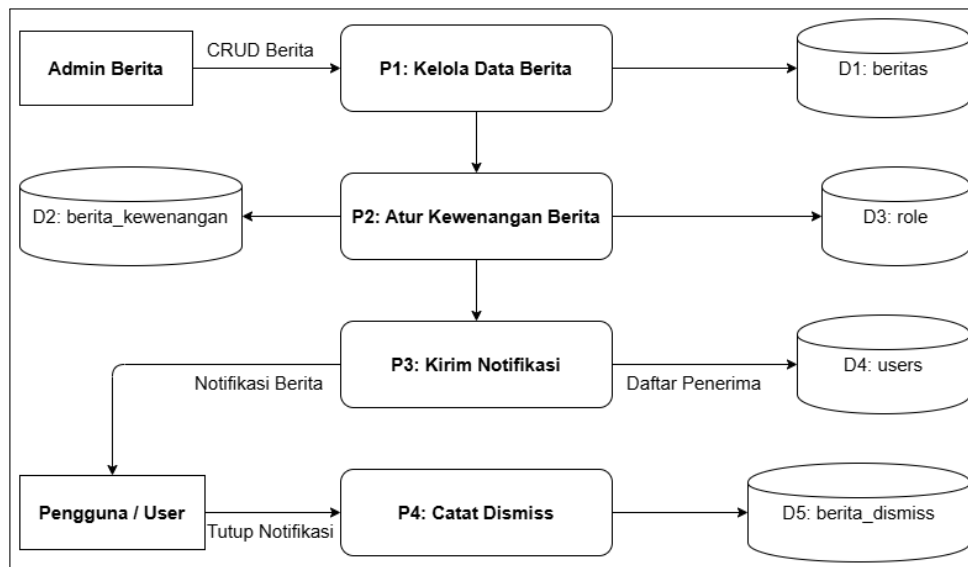 Admin Berita
CRUD Berita
P1: Kelola Data Berita
D1: beritas
D2: berita_kewenangan
P2: Atur Kewenangan Berita
D3: role
Notifikasi Berita
P3: Kirim Notifikasi
Daftar Penerima
D4: users
Pengguna / User
Tutup Notifikasi
P4: Catat Dismiss
D5: berita_dismiss